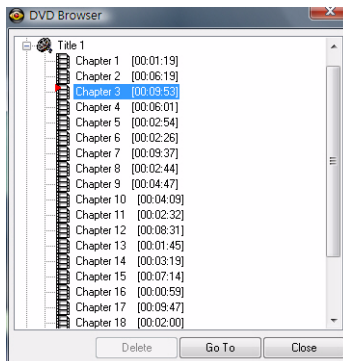 DVD Browser
Title 1
Chapter 1 [00:01:19]
Chapter 2 [00:06:19]
Chapter 3 [00:09:53]
Chapter 4 [00:06:01]
Chapter 5 [00:02:54]
Chapter 6 [00:02:26]
Chapter 7 [00:09:37]
Chapter 8 [00:02:44]
Chapter 9 [00:04:47]
Chapter 10 [00:04:09]
Chapter 11 [00:02:32]
Chapter 12 [00:08:31]
Chapter 13 [00:01:45]
Chapter 14 [00:03:19]
Chapter 15 [00:07:14]
Chapter 16 [00:00:59]
Chapter 17 [00:09:47]
Chapter 18 [00:02:00]
Delete Go To Close